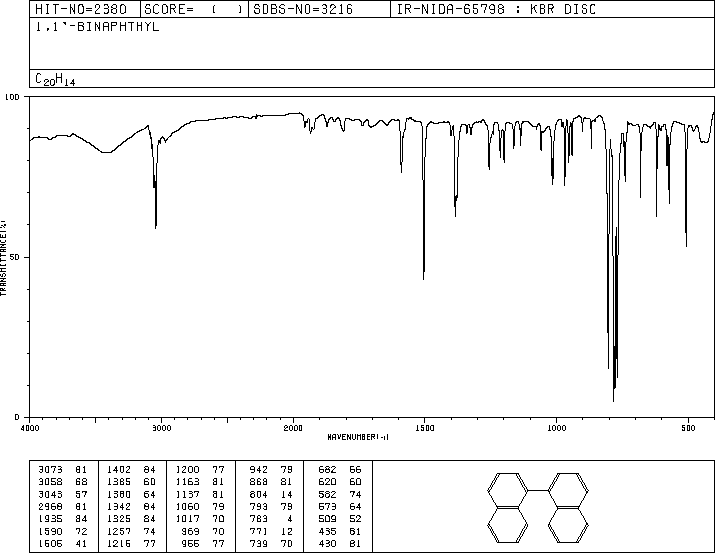 HIT-NO=2380 SCORE= ( ) SDBS-NO=3216 IR-NIDA-65798 : KBR DISC
1,1'-BINAPHTHYL
C20H14
100
50
0
TRANSMITTANCE(%)
4000 3000 2000 1500 1000 500
WAVENUMBER(-1)
3073 81 1402 84 1200 77 942 79 682 66
3058 68 1385 60 1163 81 868 81 620 60
3043 57 1380 64 1137 81 804 14 582 74
2968 81 1342 84 1060 79 793 79 573 64
1935 84 1325 84 1017 70 783 4 509 52
1590 72 1257 74 969 70 771 12 435 81
1506 41 1216 77 956 77 739 70 430 81